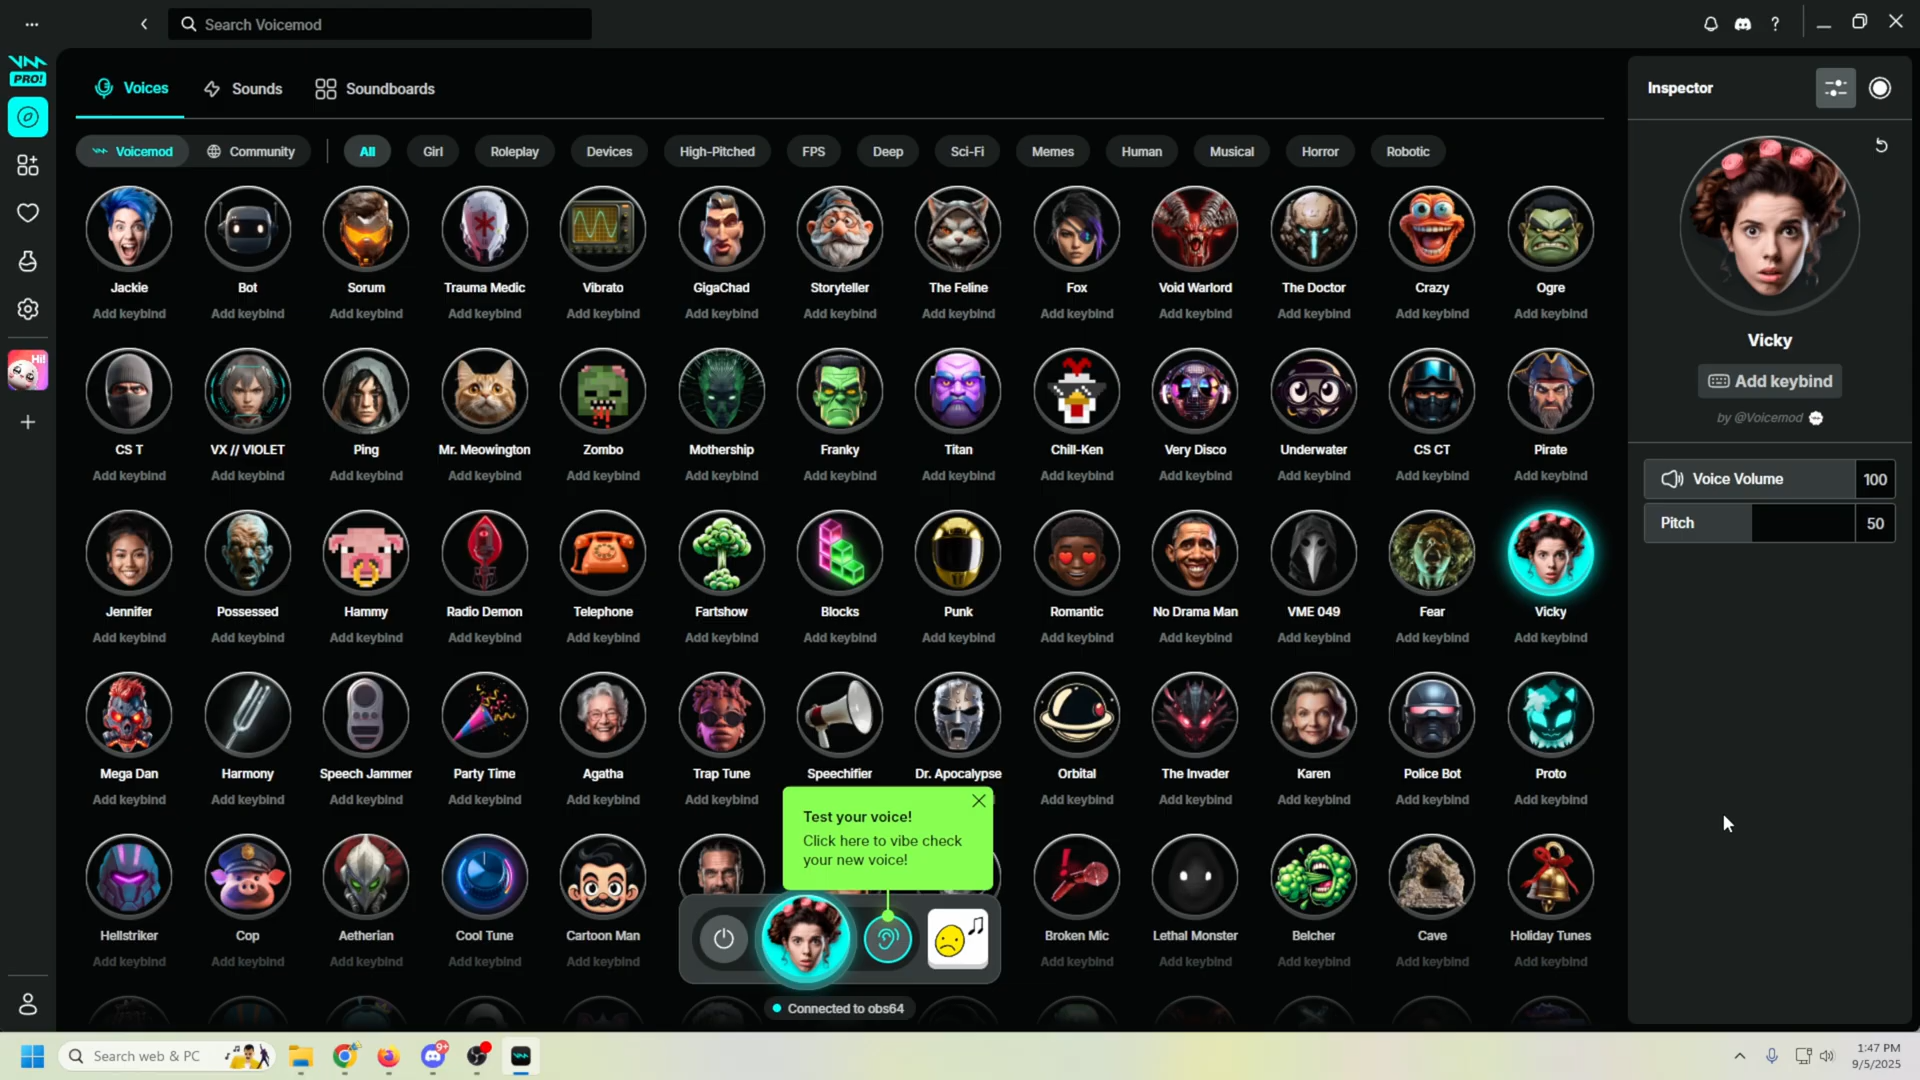 Search Voicemod
PRO!
Voices
Sounds
Soundboards
Inspector
Voicemod
Community
All
Girl
Roleplay
Devices
High-Pitched
FPS
Deep
Sci-Fi
Memes
Human
Musical
Horror
Robotic
Jackie
Bot
Sorum
Trauma Medic
Vibrato
GigaChad
Storyteller
The Feline
Fox
Void Warlord
The Doctor
Crazy
Ogre
Add keybind
Add keybind
Add keybind
Add keybind
Add keybind
Add keybind
Add keybind
Add keybind
Add keybind
Add keybind
Add keybind
Add keybind
Add keybind
Vicky
Add keybind
by @Voicemod
Hi!
CS T
VX // VIOLET
Ping
Mr. Meowington
Zombo
Mothership
Franky
Titan
Chill-Ken
Very Disco
Underwater
CS CT
Pirate
Add keybind
Add keybind
Add keybind
Add keybind
Add keybind
Add keybind
Add keybind
Add keybind
Add keybind
Add keybind
Add keybind
Add keybind
Add keybind
Voice Volume 100
Pitch 50
Jennifer
Possessed
Hammy
Radio Demon
Telephone
Fartshow
Blocks
Punk
Romantic
No Drama Man
VME 049
Fear
Vicky
Add keybind
Add keybind
Add keybind
Add keybind
Add keybind
Add keybind
Add keybind
Add keybind
Add keybind
Add keybind
Add keybind
Add keybind
Add keybind
Mega Dan
Harmony
Speech Jammer
Party Time
Agatha
Trap Tune
Speechifier
Dr. Apocalypse
Orbital
The Invader
Karen
Police Bot
Proto
Add keybind
Add keybind
Add keybind
Add keybind
Add keybind
Add keybind
Add keybind
Add keybind
Add keybind
Add keybind
Add keybind
Test your voice!
Click here to vibe check
your new voice!
Hellstriker
Cop
Aetherian
Cool Tune
Cartoon Man
Broken Mic
Lethal Monster
Belcher
Cave
Holiday Tunes
Add keybind
Add keybind
Add keybind
Add keybind
Add keybind
Add keybind
Add keybind
Add keybind
Add keybind
Add keybind
Connected to obs64
Search web & PC
9+
1:47 PM
9/5/2025